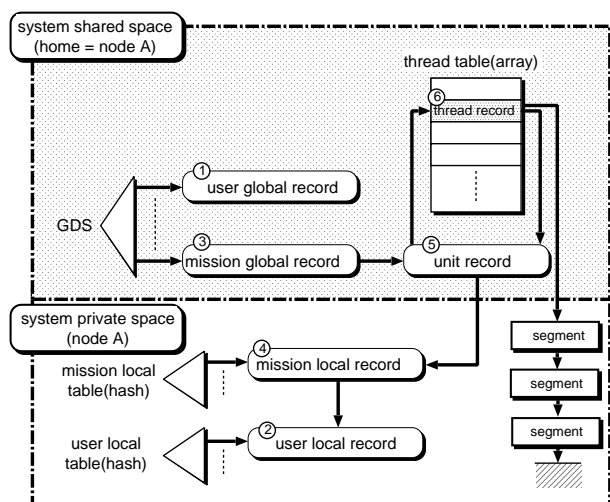 system shared space
(home = node A)
thread table(array)
6
thread record
1
user global record
GDS
3
mission global record
5
unit record
system private space
(node A)
segment
4
mission local record
mission local
table(hash)
segment
2
user local record
user local
table(hash)
segment